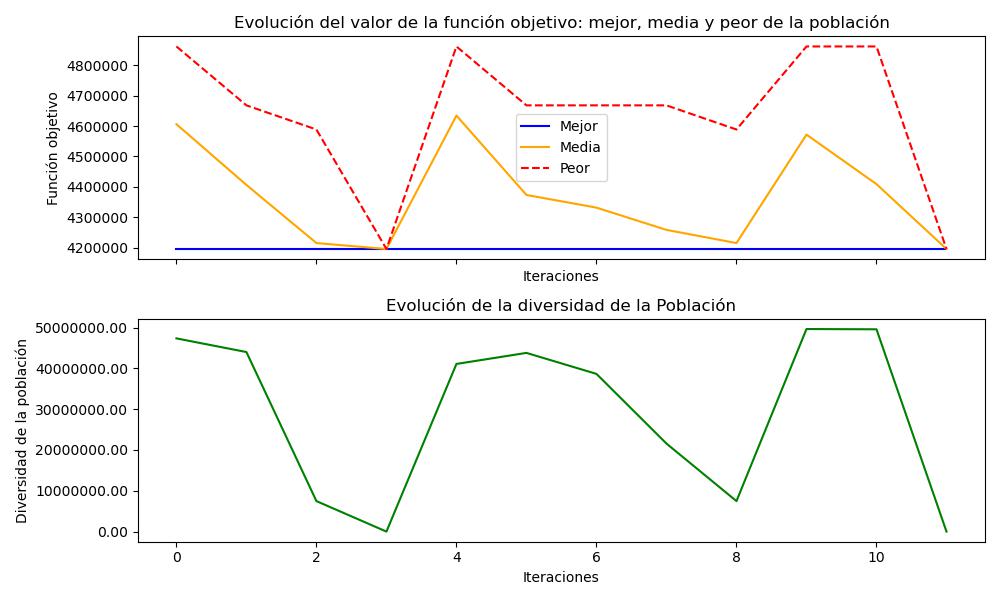 Evolución del valor de la función objetivo: mejor, media y peor de la población
4800000
4700000
4600000
4500000
4400000
4300000
4200000
Función objetivo
Mejor
Media
Peor
Iteraciones
Evolución de la diversidad de la Población
50000000.00
40000000.00
30000000.00
20000000.00
10000000.00
0.00
Diversidad de la población
0 2 4 6 8 10
Iteraciones